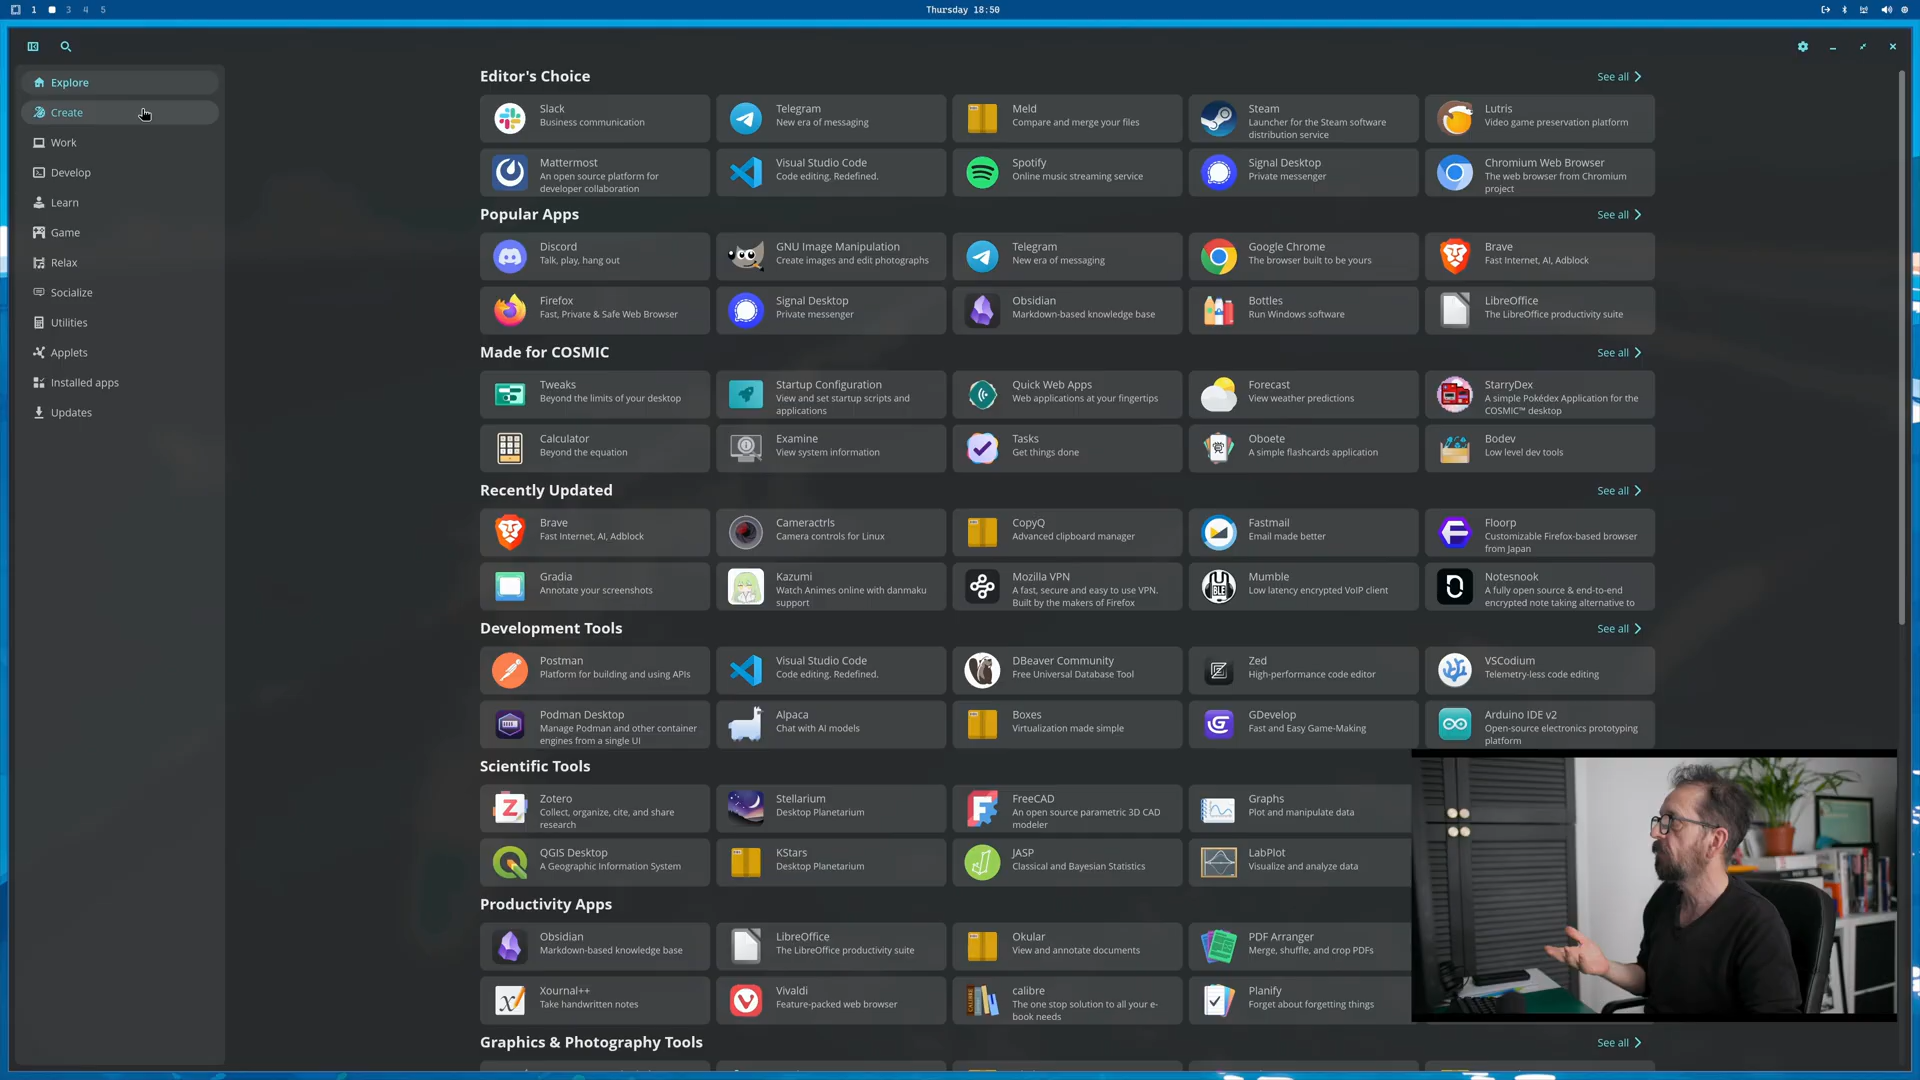 1 3 4 5
Thursday 18:50
Explore
Create
Work
Develop
Learn
Game
Relax
Socialize
Utilities
Applets
Installed apps
Updates
Editor's Choice
See all
Slack
Business communication
Telegram
New era of messaging
Meld
Compare and merge your files
Steam
Launcher for the Steam software
distribution service
Lutris
Video game preservation platform
Mattermost
An open source platform for
developer collaboration
Visual Studio Code
Code editing. Redefined.
Spotify
Online music streaming service
Signal Desktop
Private messenger
Chromium Web Browser
The web browser from Chromium
project
Popular Apps
See all
Discord
Talk, play, hang out
GNU Image Manipulation
Create images and edit photographs
Telegram
New era of messaging
Google Chrome
The browser built to be yours
Brave
Fast Internet, AI, Adblock
Firefox
Fast, Private & Safe Web Browser
Signal Desktop
Private messenger
Obsidian
Markdown-based knowledge base
Bottles
Run Windows software
LibreOffice
The LibreOffice productivity suite
Made for COSMIC
See all
Tweaks
Beyond the limits of your desktop
Startup Configuration
View and set startup scripts and
applications
Quick Web Apps
Web applications at your fingertips
Forecast
View weather predictions
StarryDex
A simple Pokédex Application for the
COSMIC™ desktop
Calculator
Beyond the equation
Examine
View system information
Tasks
Get things done
Oboete
A simple flashcards application
Bodev
Low level dev tools
Recently Updated
See all
Brave
Fast Internet, AI, Adblock
Cameractrls
Camera controls for Linux
CopyQ
Advanced clipboard manager
Fastmail
Email made better
Floorp
Customizable Firefox-based browser
from Japan
Gradia
Annotate your screenshots
Kazumi
Watch Animes online with danmaku
support
Mozilla VPN
A fast, secure and easy to use VPN.
Built by the makers of Firefox
Mumble
Low latency encrypted VoIP client
Notesnook
A fully open source & end-to-end
encrypted note taking alternative to
Development Tools
See all
Postman
Platform for building and using APIs
Visual Studio Code
Code editing. Redefined.
DBeaver Community
Free Universal Database Tool
Zed
High-performance code editor
VSCodium
Telemetry-less code editing
Podman Desktop
Manage Podman and other container
engines from a single UI
Alpaca
Chat with AI models
Boxes
Virtualization made simple
GDevelop
Fast and Easy Game-Making
Arduino IDE v2
Open-source electronics prototyping
platform
Scientific Tools
Zotero
Collect, organize, cite, and share
research
Stellarium
Desktop Planetarium
FreeCAD
An open source parametric 3D CAD
modeler
Graphs
Plot and manipulate data
QGIS Desktop
A Geographic Information System
KStars
Desktop Planetarium
JASP
Classical and Bayesian Statistics
LabPlot
Visualize and analyze data
Productivity Apps
Obsidian
Markdown-based knowledge base
LibreOffice
The LibreOffice productivity suite
Okular
View and annotate documents
PDF Arranger
Merge, shuffle, and crop PDFs
Xournal++
Take handwritten notes
Vivaldi
Feature-packed web browser
calibre
The one stop solution to all your e-
book needs
Planify
Forget about forgetting things
Graphics & Photography Tools
See all